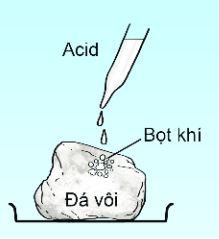 Acid
Bọt khí
Đá vôi